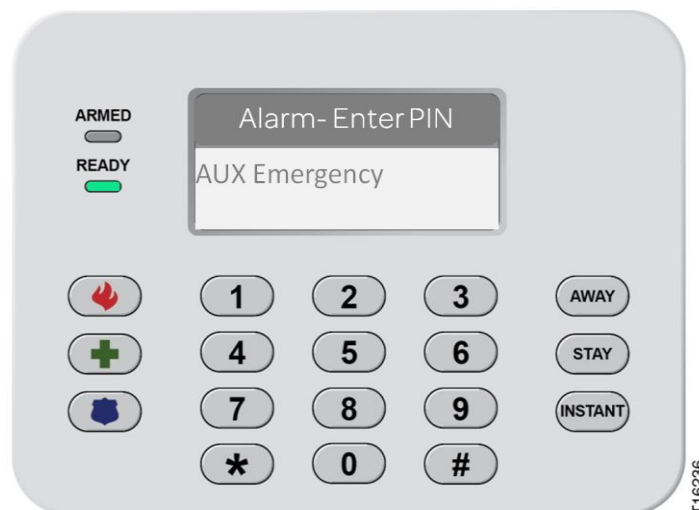 ARMED
READY
Alarm- Enter PIN
AUX Emergency
1 2 3 AWAY
4 5 6 STAY
7 8 9 INSTANT
* 0 #